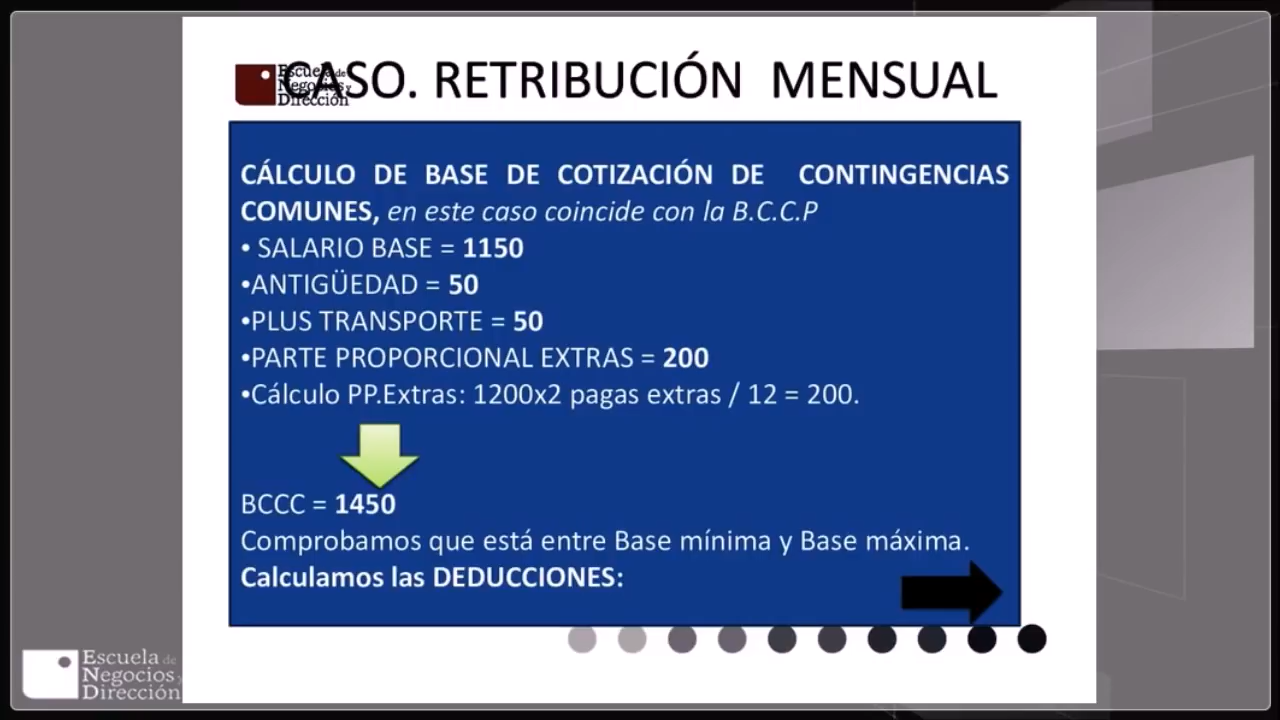 Escuela de
Negocios y
Dirección
CASO. RETRIBUCIÓN MENSUAL
CÁLCULO DE BASE DE COTIZACIÓN DE CONTINGENCIAS
COMUNES, en este caso coincide con la B.C.C.P
• SALARIO BASE = 1150
•ANTIGÜEDAD = 50
•PLUS TRANSPORTE = 50
•PARTE PROPORCIONAL EXTRAS = 200
•Cálculo PP.Extras: 1200x2 pagas extras / 12 = 200.
BCCC = 1450
Comprobamos que está entre Base mínima y Base máxima.
Calculamos las DEDUCCIONES:
Escuela de
Negocios y
Dirección